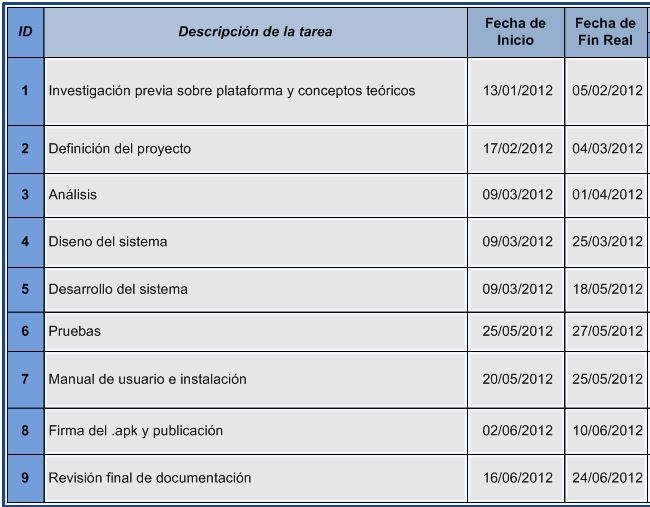 ID Descripción de la tarea Fecha de Inicio Fecha de Fin Real
1 Investigación previa sobre plataforma y conceptos teóricos 13/01/2012 05/02/2012
2 Definición del proyecto 17/02/2012 04/03/2012
3 Análisis 09/03/2012 01/04/2012
4 Diseno del sistema 09/03/2012 25/03/2012
5 Desarrollo del sistema 09/03/2012 18/05/2012
6 Pruebas 25/05/2012 27/05/2012
7 Manual de usuario e instalación 20/05/2012 25/05/2012
8 Firma del .apk y publicación 02/06/2012 10/06/2012
9 Revisión final de documentación 16/06/2012 24/06/2012